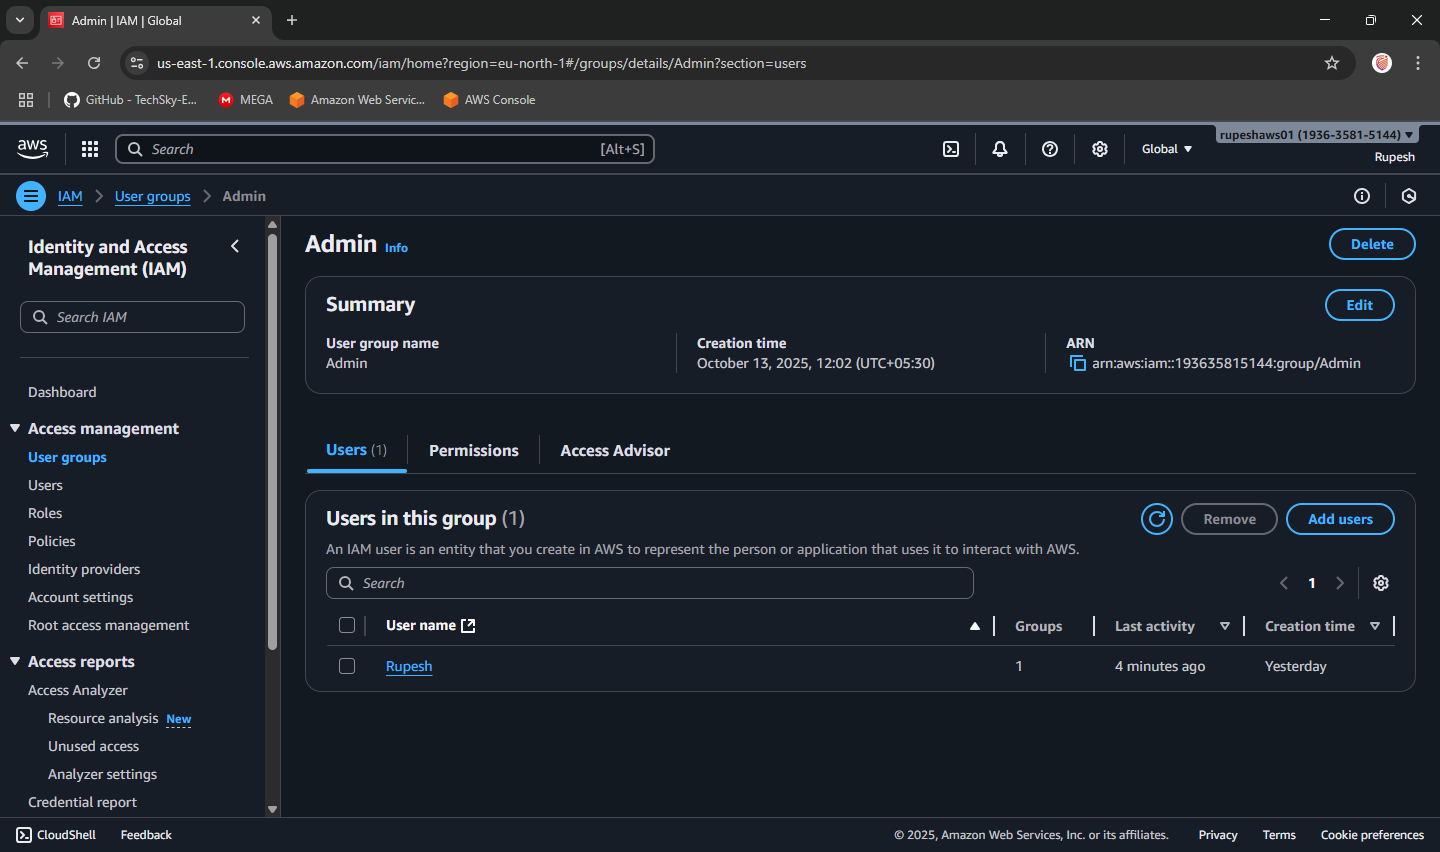 Admin | IAM | Global
us-east-1.console.aws.amazon.com/iam/home?region=eu-north-1#/groups/details/Admin?section=users
GitHub - TechSky-E...
MEGA
Amazon Web Servic...
AWS Console
aws
Search
[Alt+S]
Global
rupeshaws01 (1936-3581-5144)
Rupesh
IAM
User groups
Admin
Identity and Access
Management (IAM)
Search IAM
Dashboard
Access management
User groups
Users
Roles
Policies
Identity providers
Account settings
Root access management
Access reports
Access Analyzer
Resource analysis New
Unused access
Analyzer settings
Credential report
Admin Info
Delete
Summary
Edit
User group name
Admin
Creation time
October 13, 2025, 12:02 (UTC+05:30)
ARN
arn:aws:iam::193635815144:group/Admin
Users (1)
Permissions
Access Advisor
Users in this group (1)
Remove
Add users
An IAM user is an entity that you create in AWS to represent the person or application that uses it to interact with AWS.
Search
1
User name Groups Last activity Creation time
Rupesh 1 4 minutes ago Yesterday
CloudShell
Feedback
© 2025, Amazon Web Services, Inc. or its affiliates.
Privacy
Terms
Cookie preferences